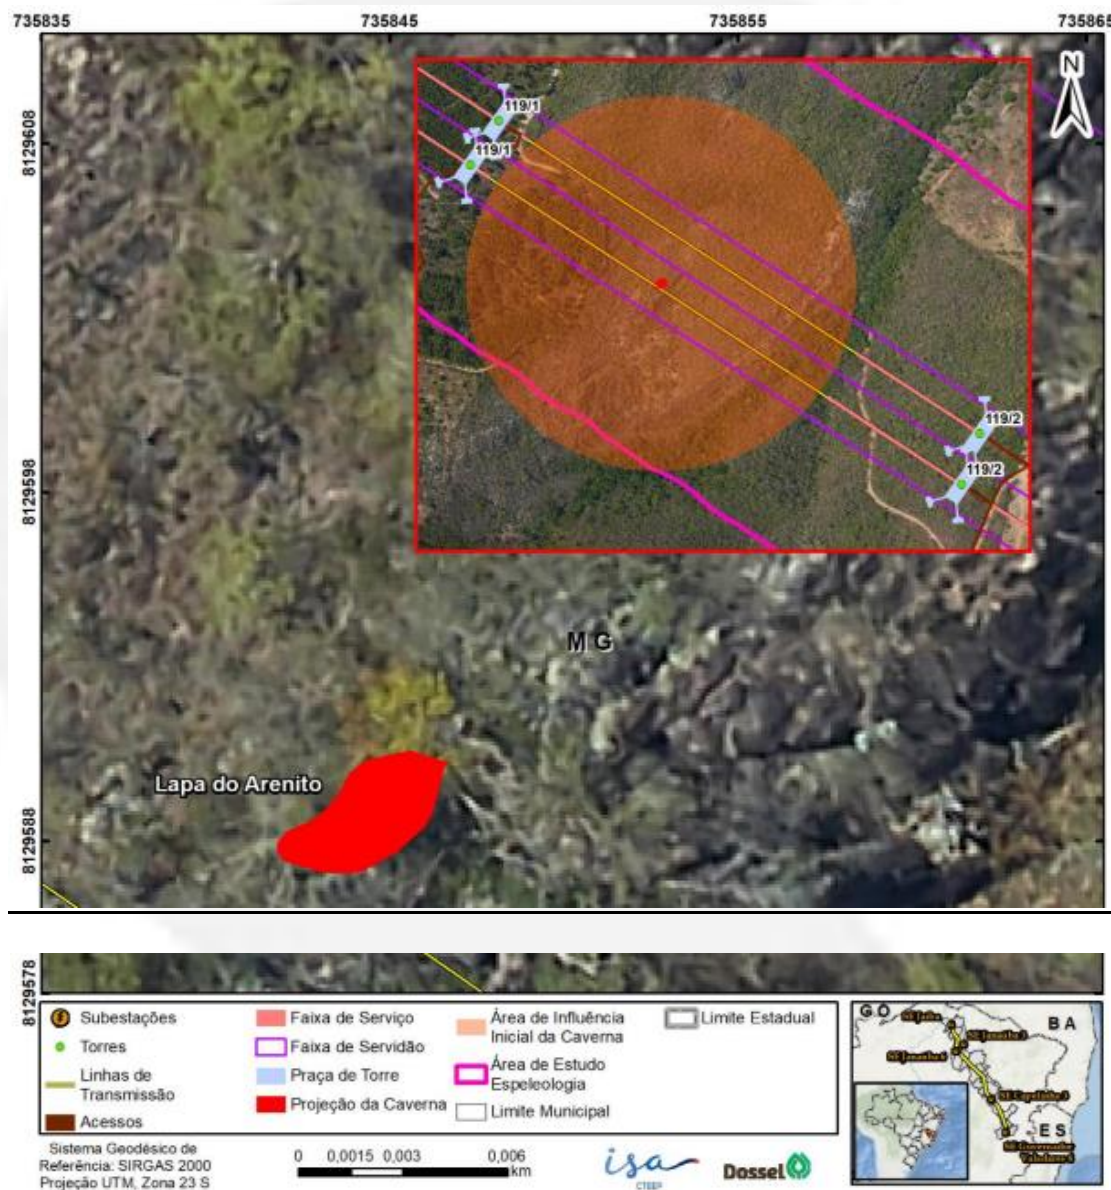 735835
735845
735855
735865
N
8129608
119/1
119/1
119/2
119/2
8129598
M G
Lapa do Arenito
8129588
8129578
Subestações
Torres
Linhas de
Transmissão
Acessos
Faixa de Serviço
Faixa de Servidão
Praça de Torre
Projeção da Caverna
Área de Influência
Inicial da Caverna
Área de Estudo
Espeleologia
Limite Municipal
Limite Estadual
G O
B A
E S
Sistema Geodésico de
Referência: SIRGAS 2000
Projeção UTM, Zona 23 S
0 0,0015 0,003 0,006
km
isa
CTEEP
Dossel